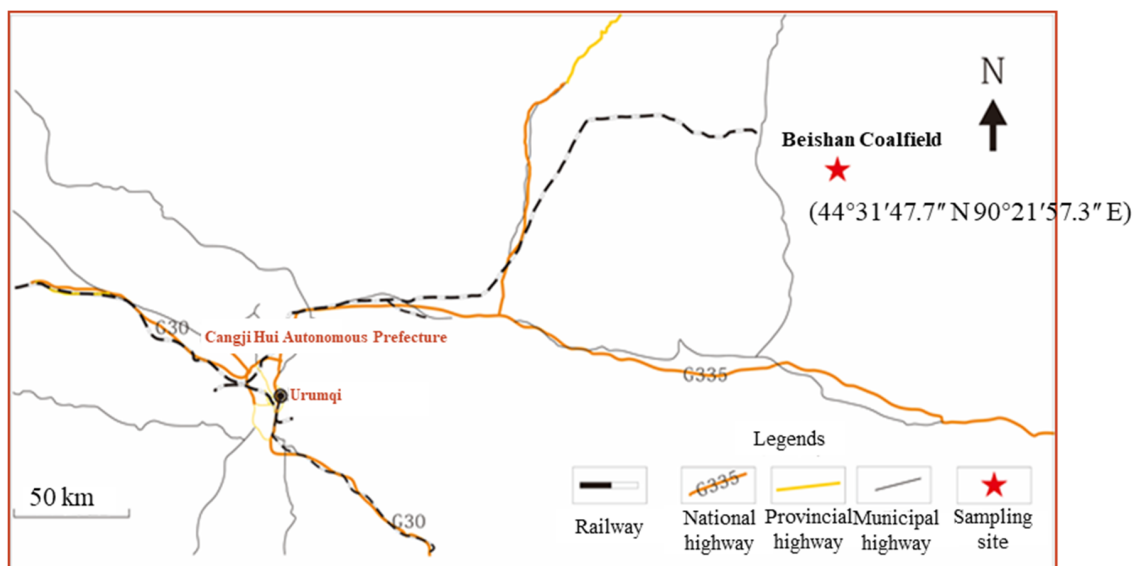 N
Beishan Coalfield
(44°31′47.7″ N 90°21′57.3″ E)
G30
Cangji Hui Autonomous Prefecture
G335
Urumqi
Legends
50 km
G335
Railway
National highway
Provincial highway
Municipal highway
Sampling site
G30